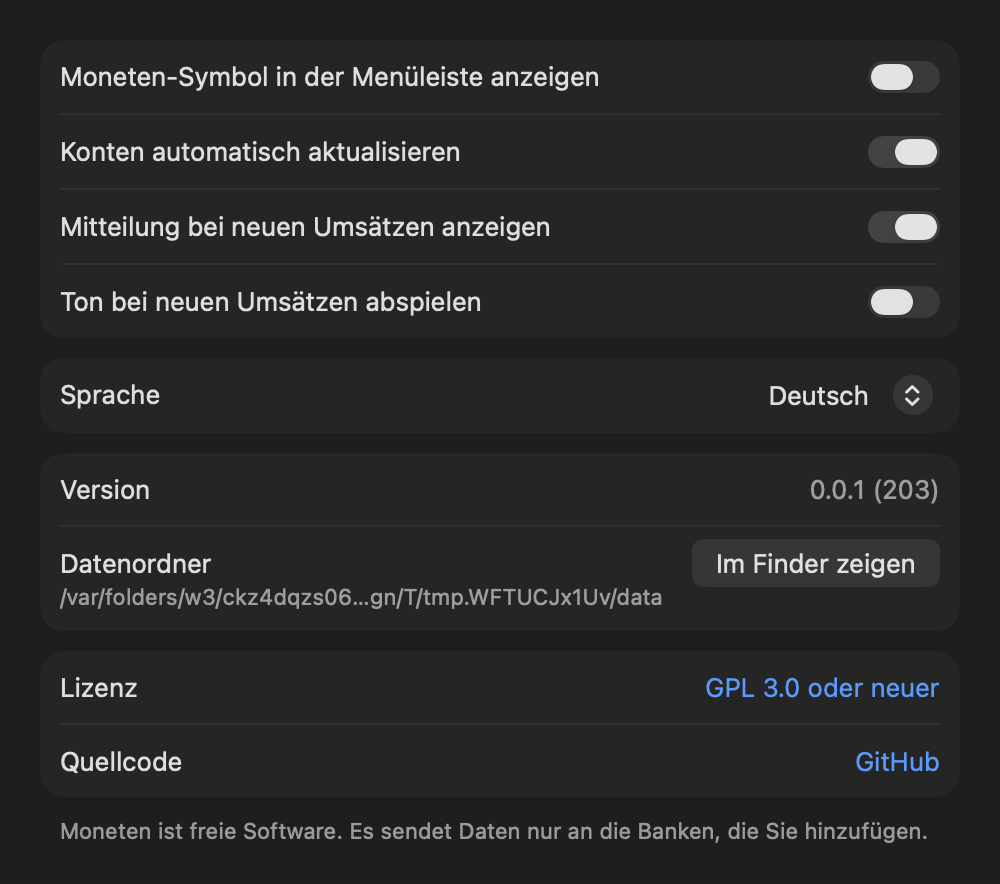 Moneten-Symbol in der Menüleiste anzeigen
Konten automatisch aktualisieren
Mitteilung bei neuen Umsätzen anzeigen
Ton bei neuen Umsätzen abspielen
Sprache Deutsch
Version 0.0.1 (203)
Datenordner Im Finder zeigen
/var/folders/w3/ckz4dqzs06...gn/T/tmp.WFTUCJx1Uv/data
Lizenz GPL 3.0 oder neuer
Quellcode GitHub
Moneten ist freie Software. Es sendet Daten nur an die Banken, die Sie hinzufügen.